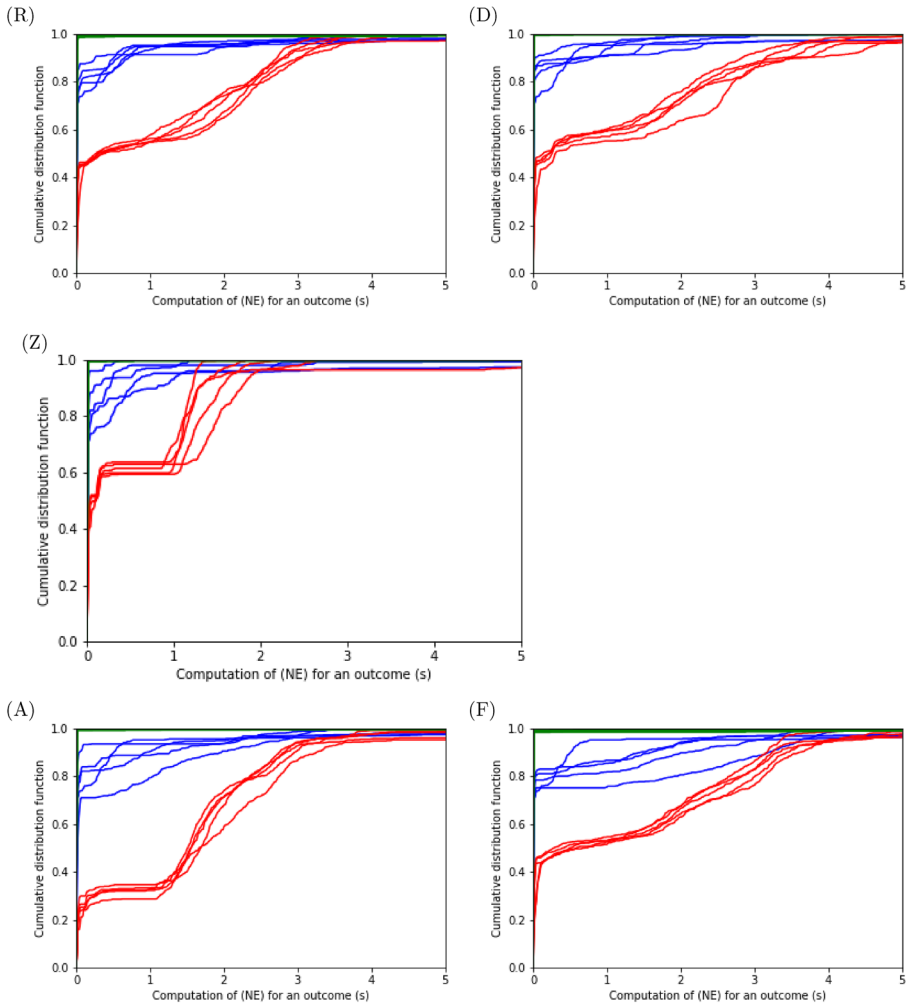 (R)
(D)
1.0
0.8
0.6
0.4
0.2
0.0
Cumulative distribution function
0 1 2 3 4 5
Computation of (NE) for an outcome (s)
1.0
0.8
0.6
0.4
0.2
0.0
Cumulative distribution function
0 1 2 3 4 5
Computation of (NE) for an outcome (s)
(Z)
1.0
0.8
0.6
0.4
0.2
0.0
Cumulative distribution function
0 1 2 3 4 5
Computation of (NE) for an outcome (s)
(A)
(F)
1.0
0.8
0.6
0.4
0.2
0.0
Cumulative distribution function
0 1 2 3 4 5
Computation of (NE) for an outcome (s)
1.0
0.8
0.6
0.4
0.2
0.0
Cumulative distribution function
0 1 2 3 4 5
Computation of (NE) for an outcome (s)